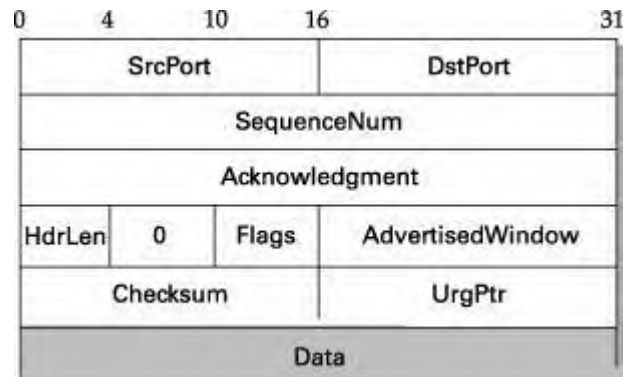 0 4 10 16 31
SrcPort DstPort
SequenceNum
Acknowledgment
HdrLen 0 Flags AdvertisedWindow
Checksum UrgPtr
Data